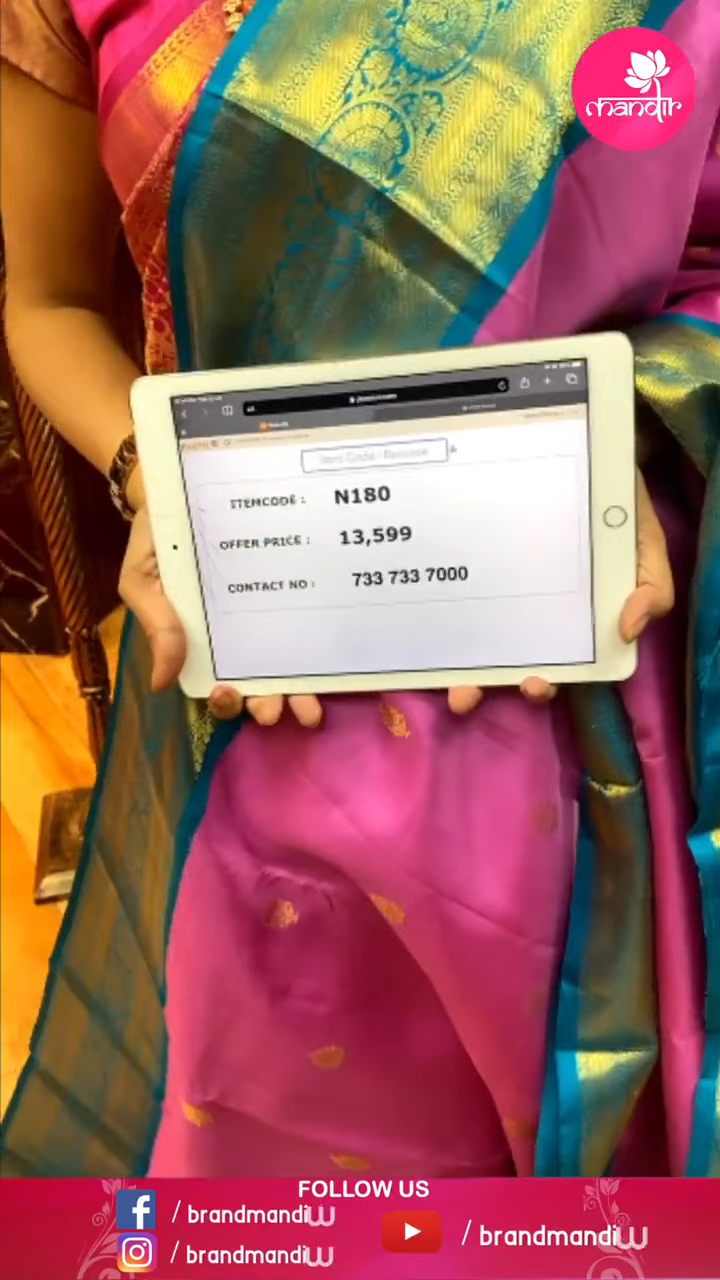 mandir
ITEMCODE : N180
OFFER PRICE : 13,599
CONTACT NO : 733 733 7000
FOLLOW US
/ brandmandiW
/ brandmandiW
/ brandmandiW